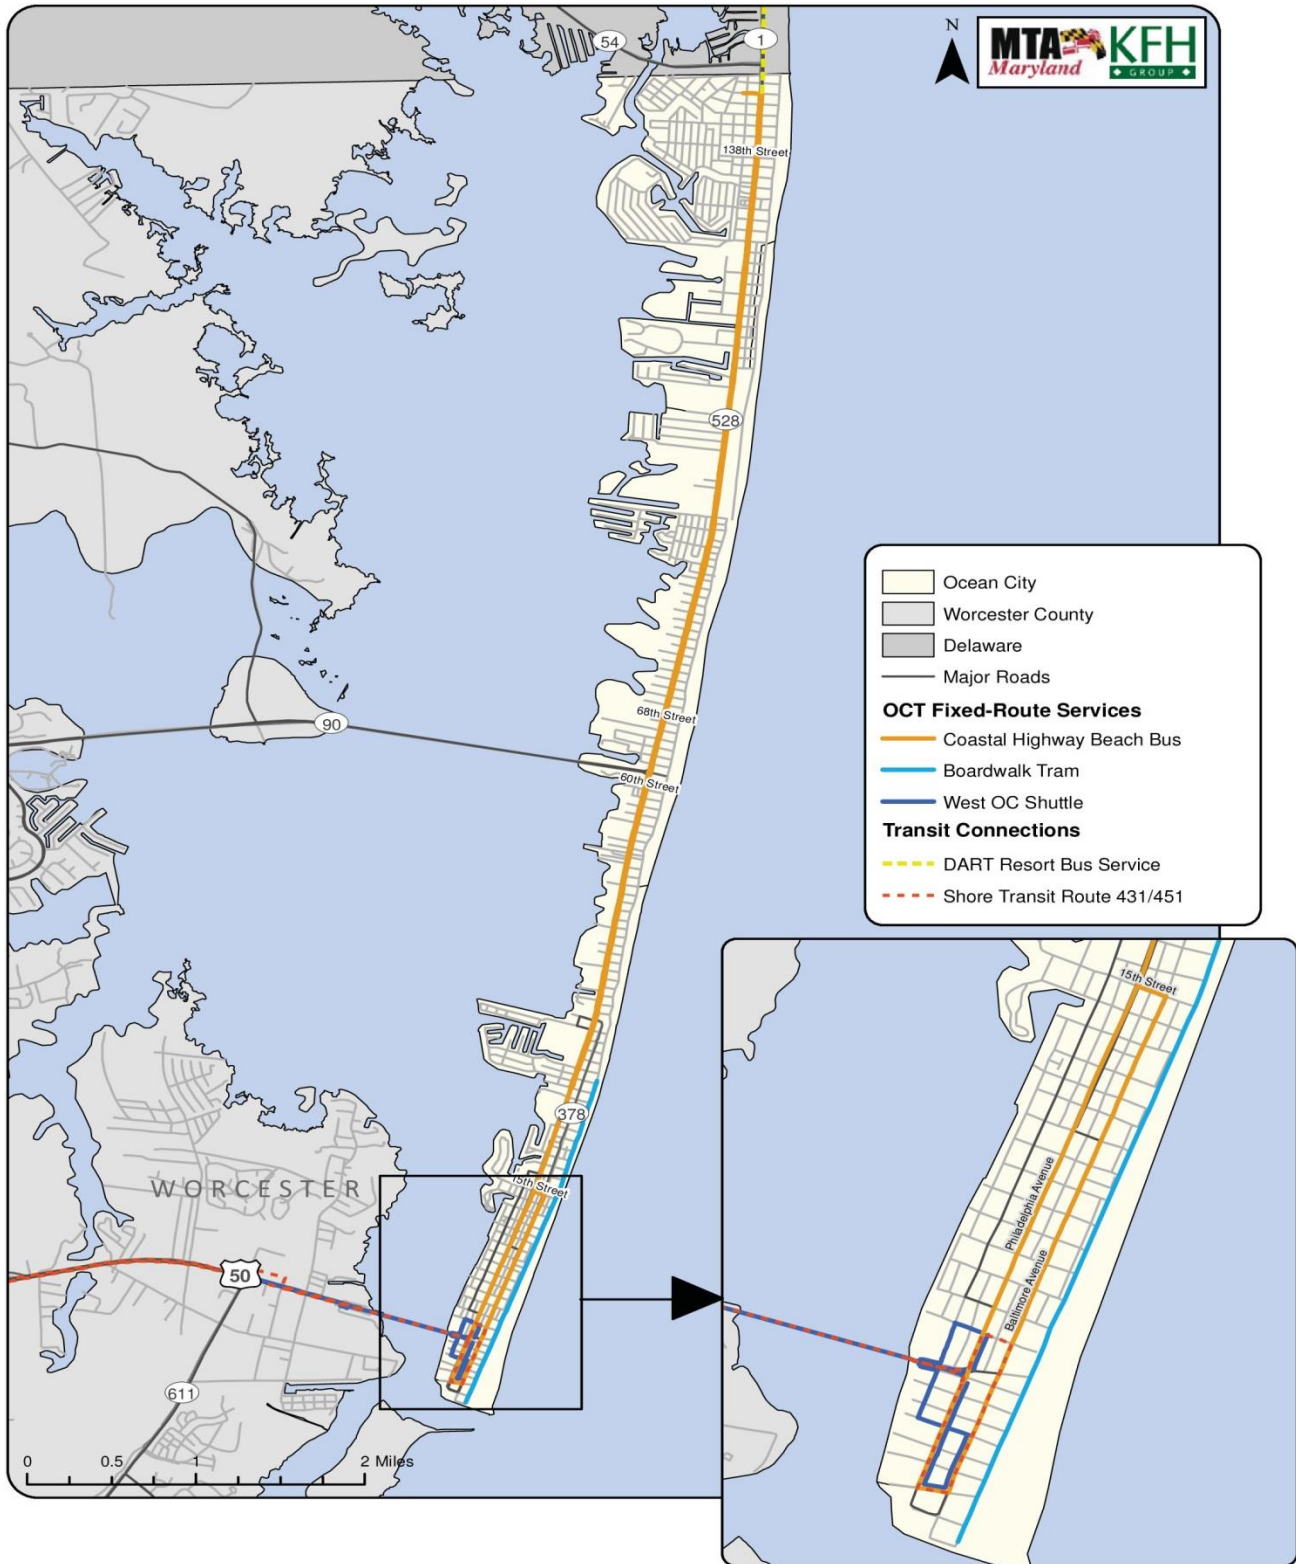 54
1
N
MTA
Maryland
KFH
GROUP
138th Street
528
Ocean City
Worcester County
Delaware
Major Roads
OCT Fixed-Route Services
Coastal Highway Beach Bus
Boardwalk Tram
West OC Shuttle
Transit Connections
DART Resort Bus Service
Shore Transit Route 431/451
68th Street
90
60th Street
378
15th Street
WORCESTER
50
611
0 0.5 1 2 Miles
15th Street
Philadelphia Avenue
Baltimore Avenue